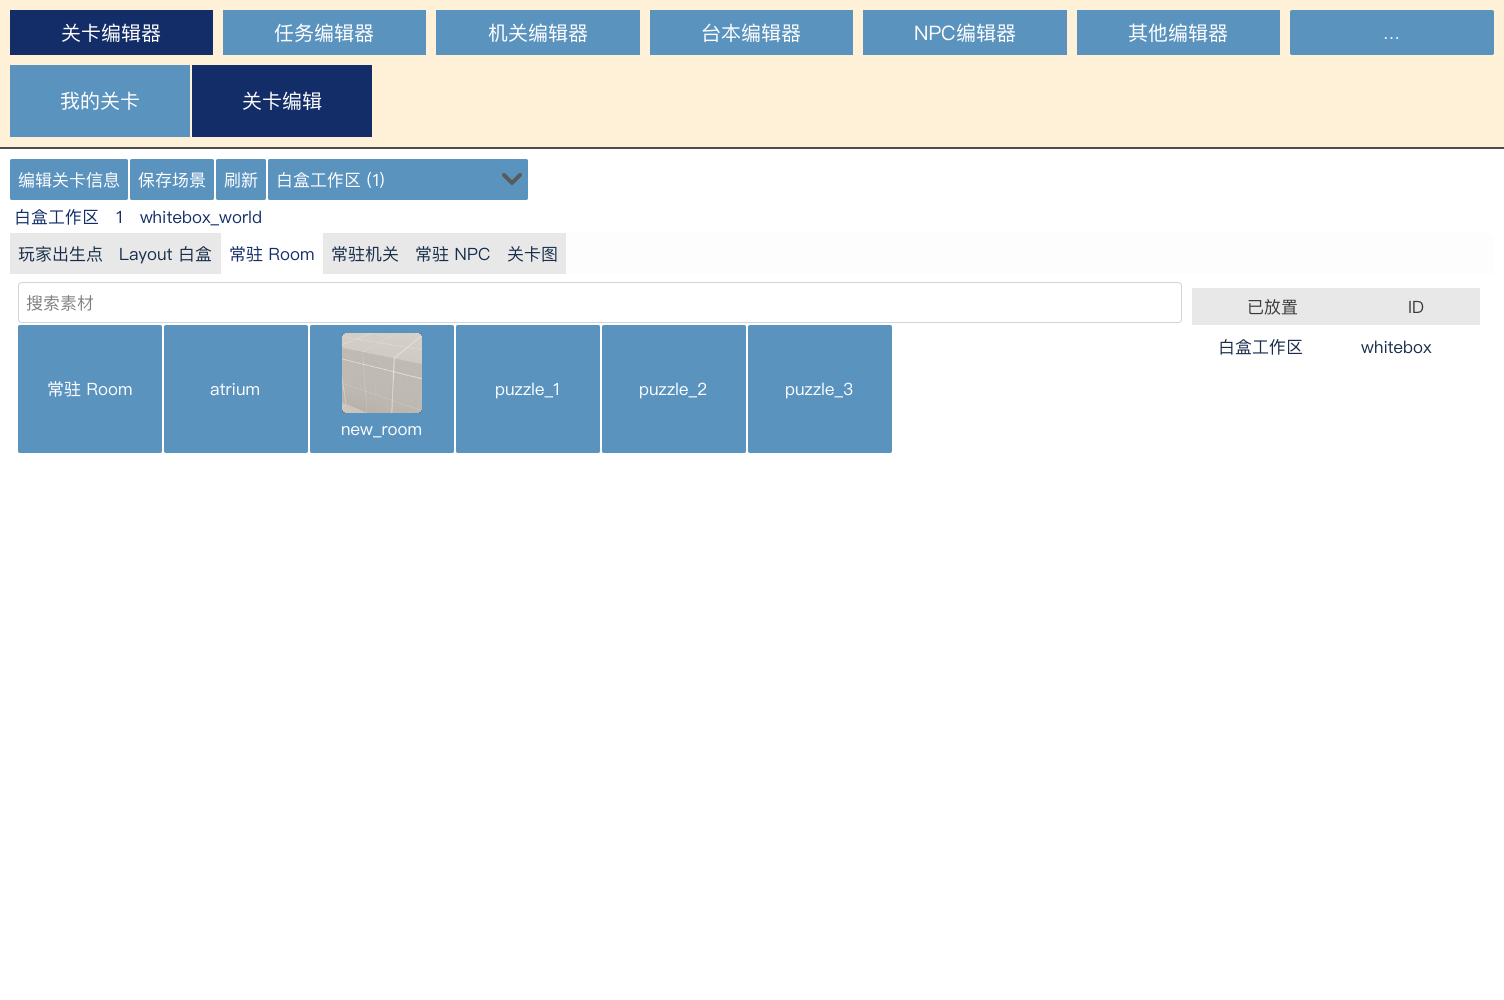 关卡编辑器 任务编辑器 机关编辑器 台本编辑器 NPC编辑器 其他编辑器 ...
我的关卡 关卡编辑
编辑关卡信息 保存场景 刷新 白盒工作区 (1)
白盒工作区 1 whitebox_world
玩家出生点 Layout 白盒 常驻 Room 常驻机关 常驻 NPC 关卡图
搜索素材
已放置 ID
白盒工作区 whitebox
常驻 Room atrium new_room puzzle_1 puzzle_2 puzzle_3